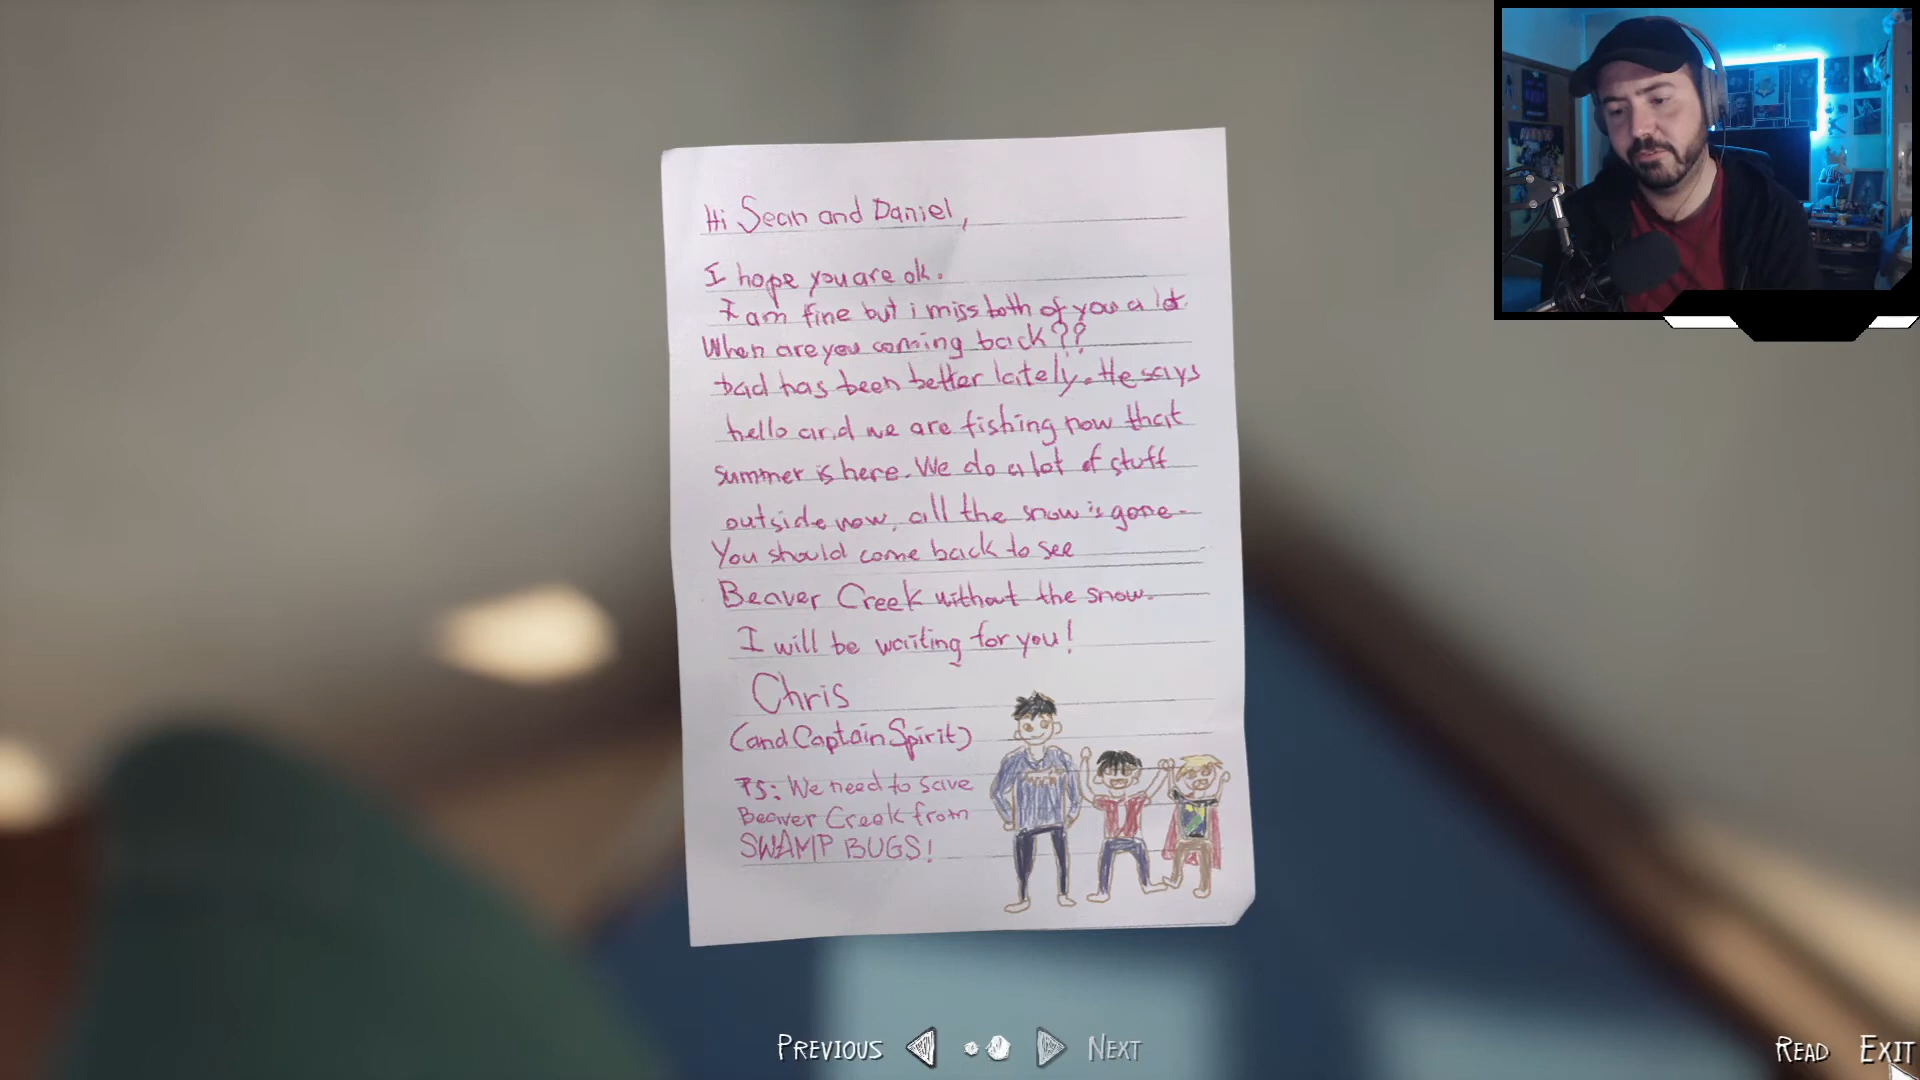 Hi Sean and Daniel,
I hope you are ok.
I am fine but i miss both of you a lot.
When are you coming back??
Dad has been better lately. He says
hello and we are fishing now that
summer is here. We do a lot of stuff
outside now, all the snow is gone.
You should come back to see
Beaver Creek without the snow.
I will be waiting for you!
Chris
(and Captain Spirit)
PS: We need to save
Beaver Creek from
SWAMP BUGS!
PREVIOUS NEXT
READ EXIT